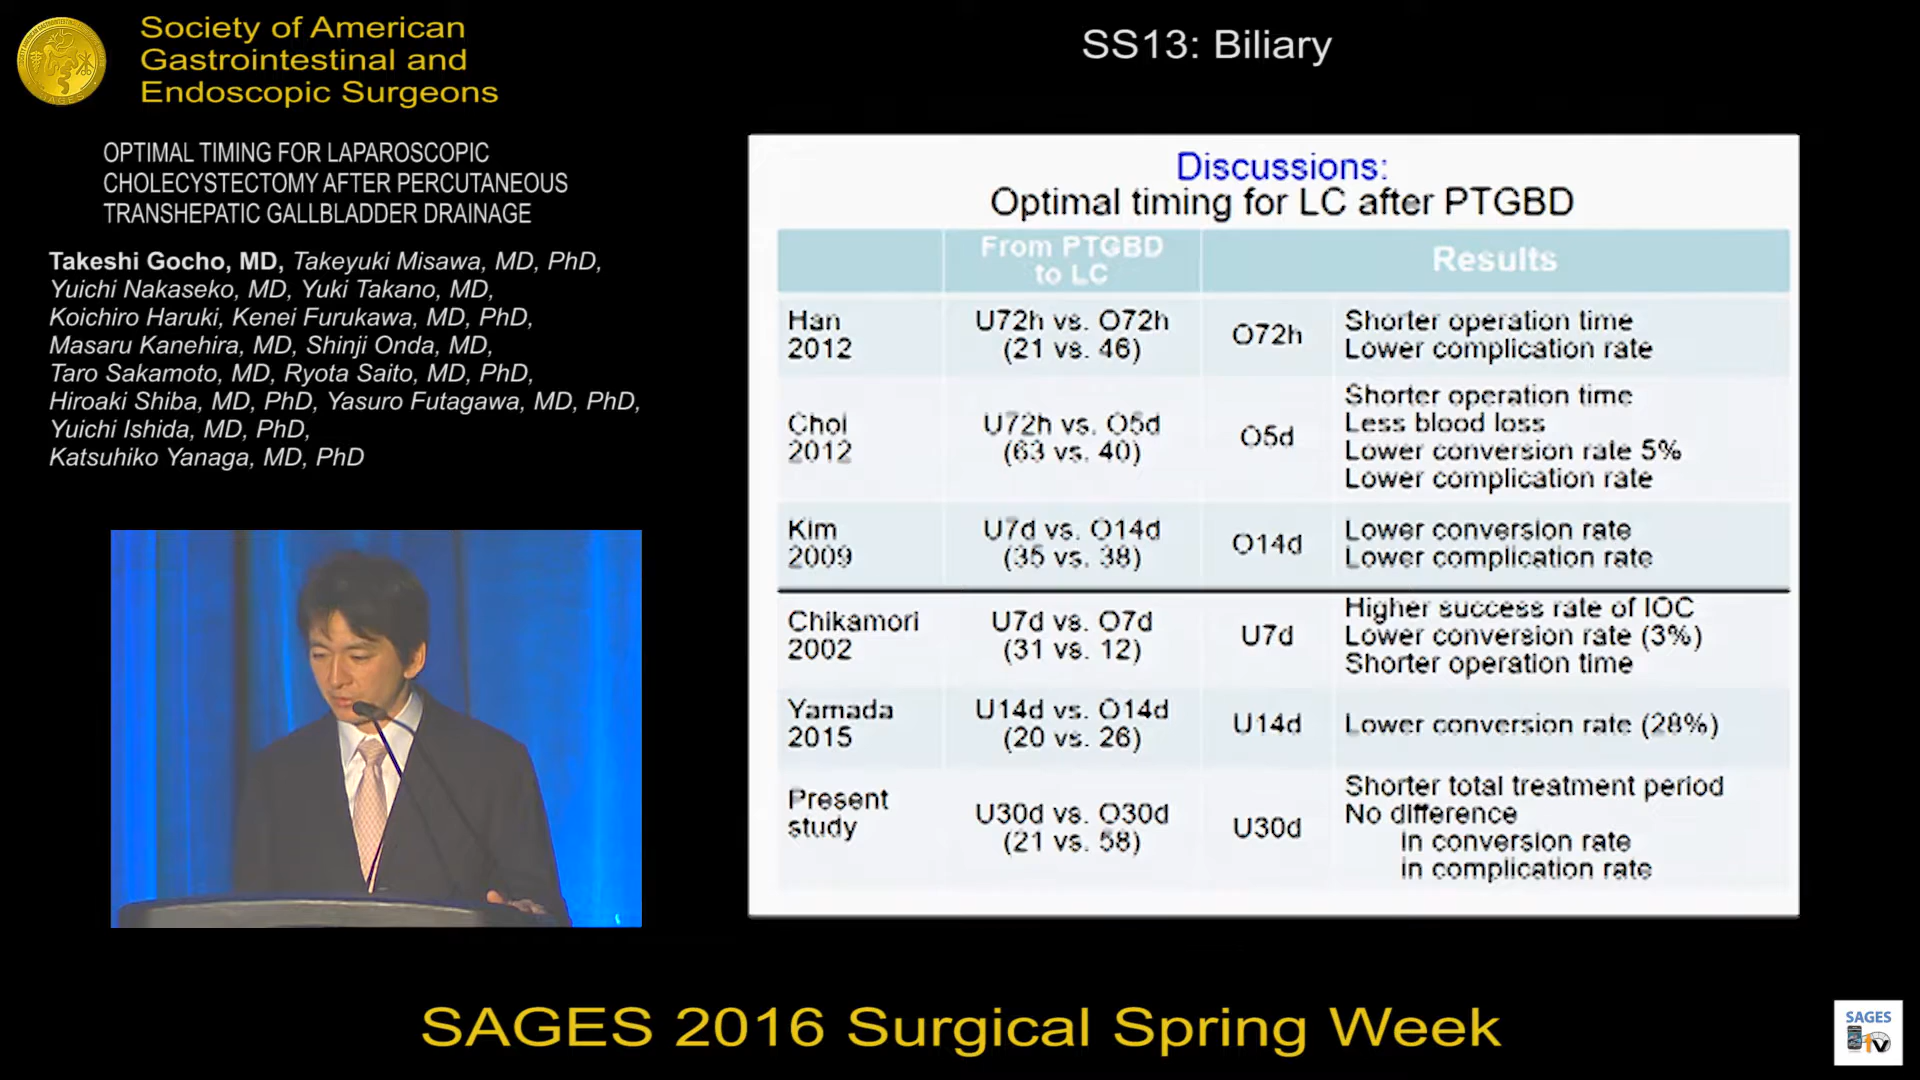 Society of American
Gastrointestinal and
Endoscopic Surgeons
SS13: Biliary
OPTIMAL TIMING FOR LAPAROSCOPIC
CHOLECYSTECTOMY AFTER PERCUTANEOUS
TRANSHEPATIC GALLBLADDER DRAINAGE
Takeshi Gocho, MD, Takeyuki Misawa, MD, PhD,
Yuichi Nakaseko, MD, Yuki Takano, MD,
Koichiro Haruki, Kenei Furukawa, MD, PhD,
Masaru Kanehira, MD, Shinji Onda, MD,
Taro Sakamoto, MD, Ryota Saito, MD, PhD,
Hiroaki Shiba, MD, PhD, Yasuro Futagawa, MD, PhD,
Yuichi Ishida, MD, PhD,
Katsuhiko Yanaga, MD, PhD
Discussions:
Optimal timing for LC after PTGBD
From PTGBD
to LC
Results
Han
2012
U72h vs. O72h
(21 vs. 46)
O72h
Shorter operation time
Lower complication rate
Choi
2012
U72h vs. O5d
(63 vs. 40)
O5d
Shorter operation time
Less blood loss
Lower conversion rate 5%
Lower complication rate
Kim
2009
U7d vs. O14d
(35 vs. 38)
O14d
Lower conversion rate
Lower complication rate
Chikamori
2002
U7d vs. O7d
(31 vs. 12)
U7d
Higher success rate of IOC
Lower conversion rate (3%)
Shorter operation time
Yamada
2015
U14d vs. O14d
(20 vs. 26)
U14d
Lower conversion rate (28%)
Present
study
U30d vs. O30d
(21 vs. 58)
U30d
Shorter total treatment period
No difference
in conversion rate
in complication rate
SAGES 2016 Surgical Spring Week
SAGES
TV